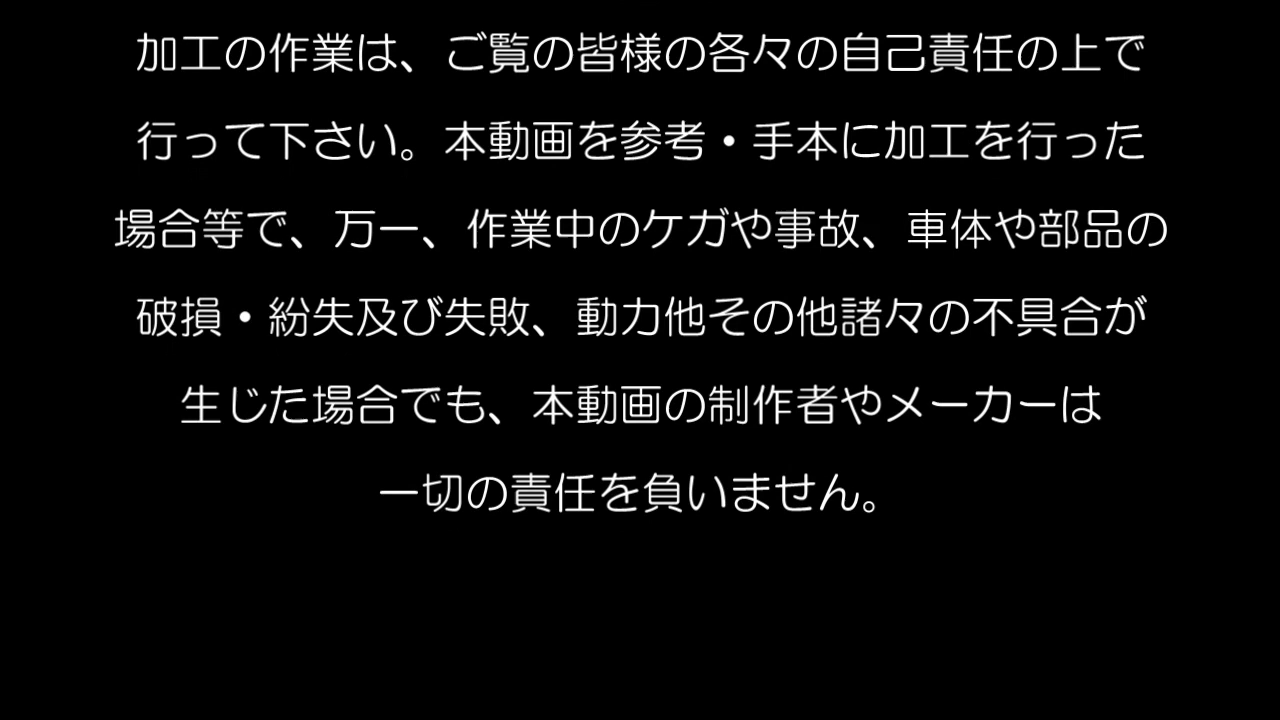 加工の作業は、ご覧の皆様の各々の自己責任の上で
行って下さい。本動画を参考・手本に加工を行った
場合等で、万一、作業中のケガや事故、車体や部品の
破損・紛失及び失敗、動力他その他諸々の不具合が
生じた場合でも、本動画の制作者やメーカーは
一切の責任を負いません。